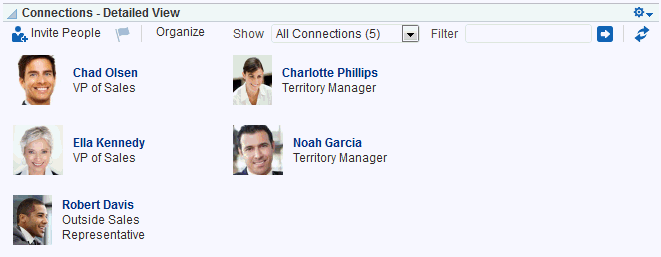 Connections - Detailed View
Invite People Organize Show All Connections (5) Filter
Chad Olsen
VP of Sales
Charlotte Phillips
Territory Manager
Ella Kennedy
VP of Sales
Noah Garcia
Territory Manager
Robert Davis
Outside Sales
Representative